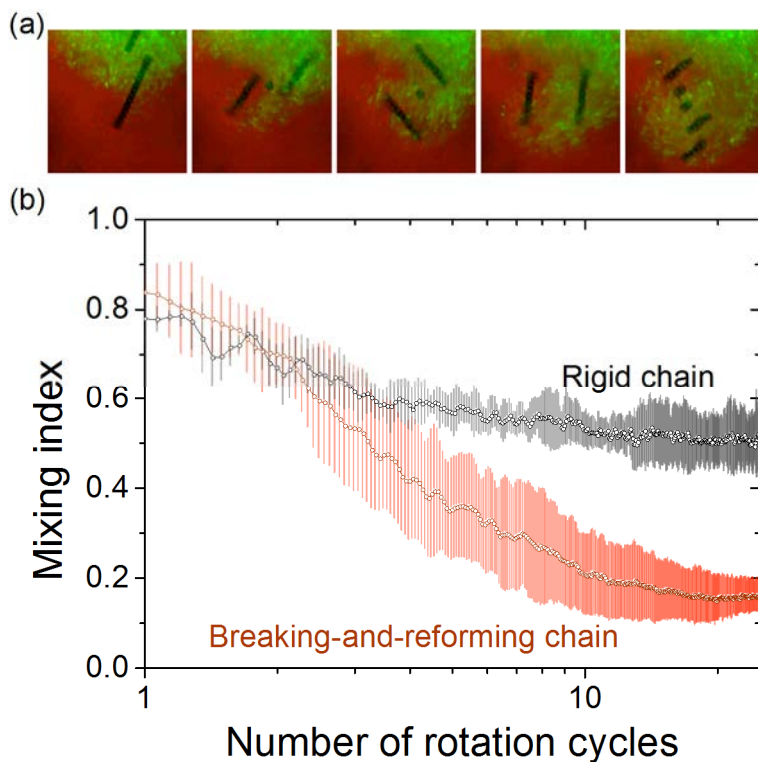 (a)
(b)
1.0
0.8
0.6
0.4
0.2
0.0
Mixing index
Rigid chain
Breaking-and-reforming chain
1
10
Number of rotation cycles